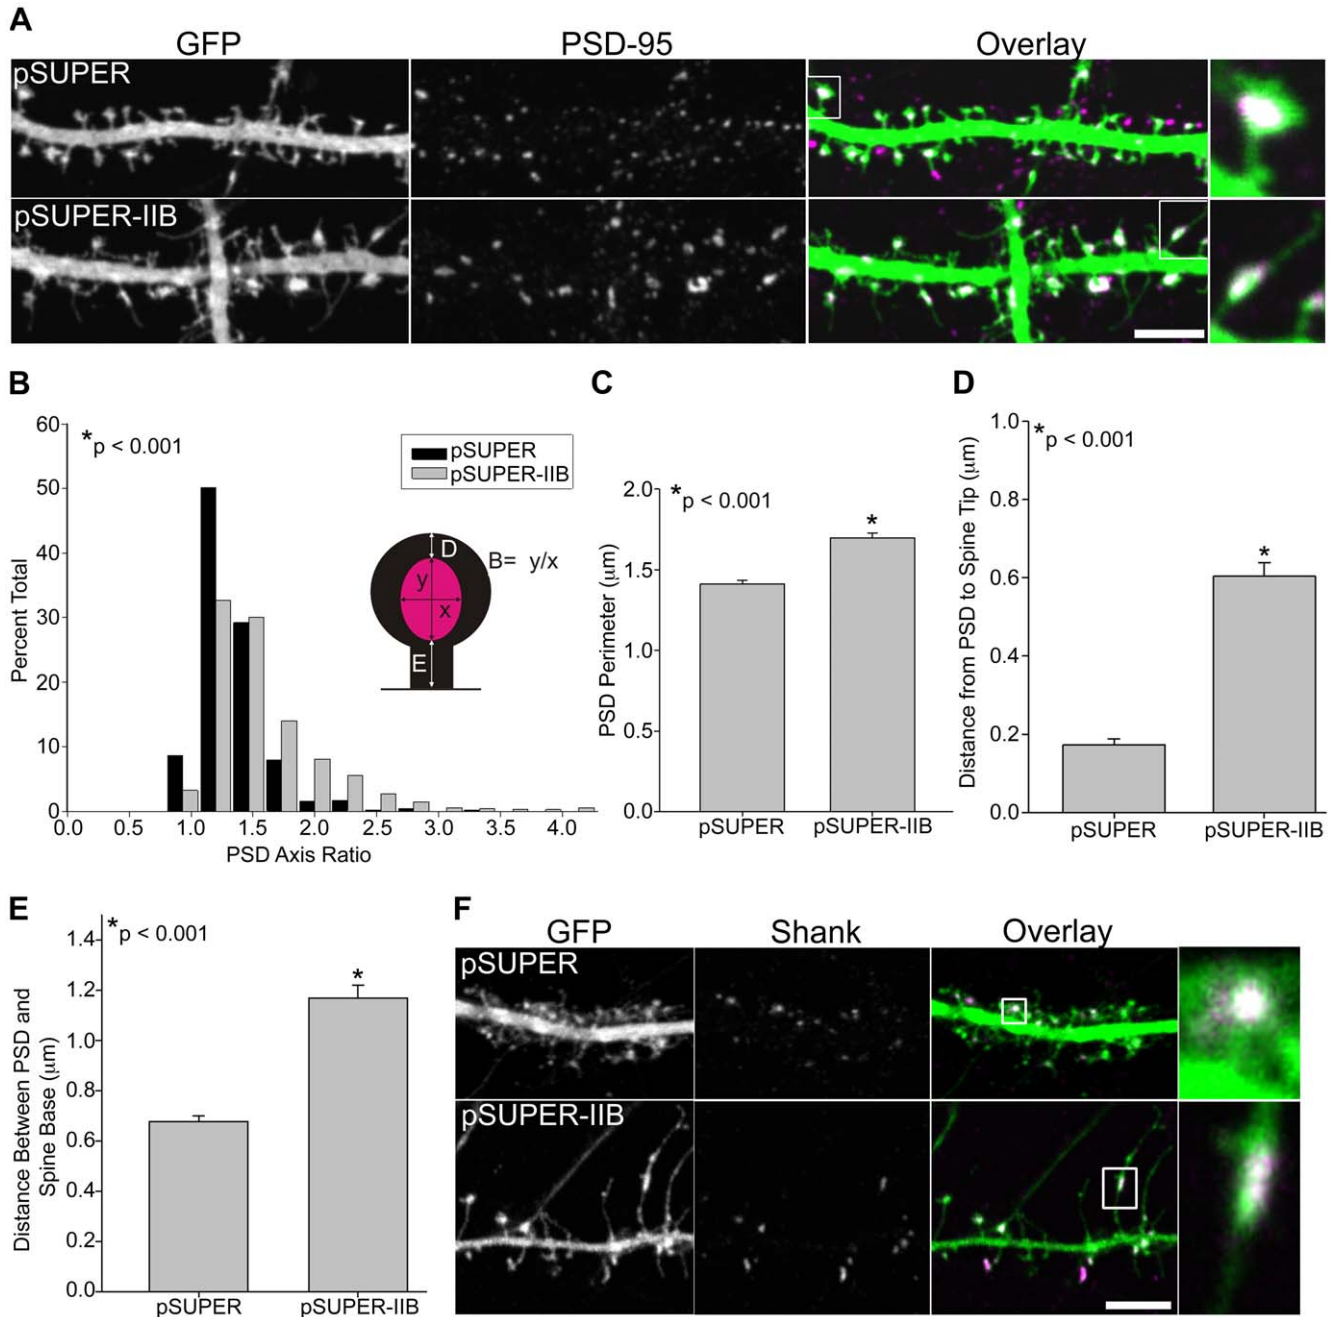 A
GFP PSD-95 Overlay
pSUPER
pSUPER-IIB
B
60
50
40
30
20
10
0
Percent Total
*p < 0.001
pSUPER
pSUPER-IIB
D
B= y/x
y
x
E
0.0 0.5 1.0 1.5 2.0 2.5 3.0 3.5 4.0
PSD Axis Ratio
C
2.0
1.5
1.0
0.5
0.0
PSD Perimeter (μm)
*p < 0.001
*
pSUPER pSUPER-IIB
D
1.0
0.8
0.6
0.4
0.2
0.0
Distance from PSD to Spine Tip (μm)
*p < 0.001
*
pSUPER pSUPER-IIB
E
1.4
1.2
1.0
0.8
0.6
0.4
0.2
0.0
Distance Between PSD and
Spine Base (μm)
*p < 0.001
*
pSUPER pSUPER-IIB
F
GFP Shank Overlay
pSUPER
pSUPER-IIB